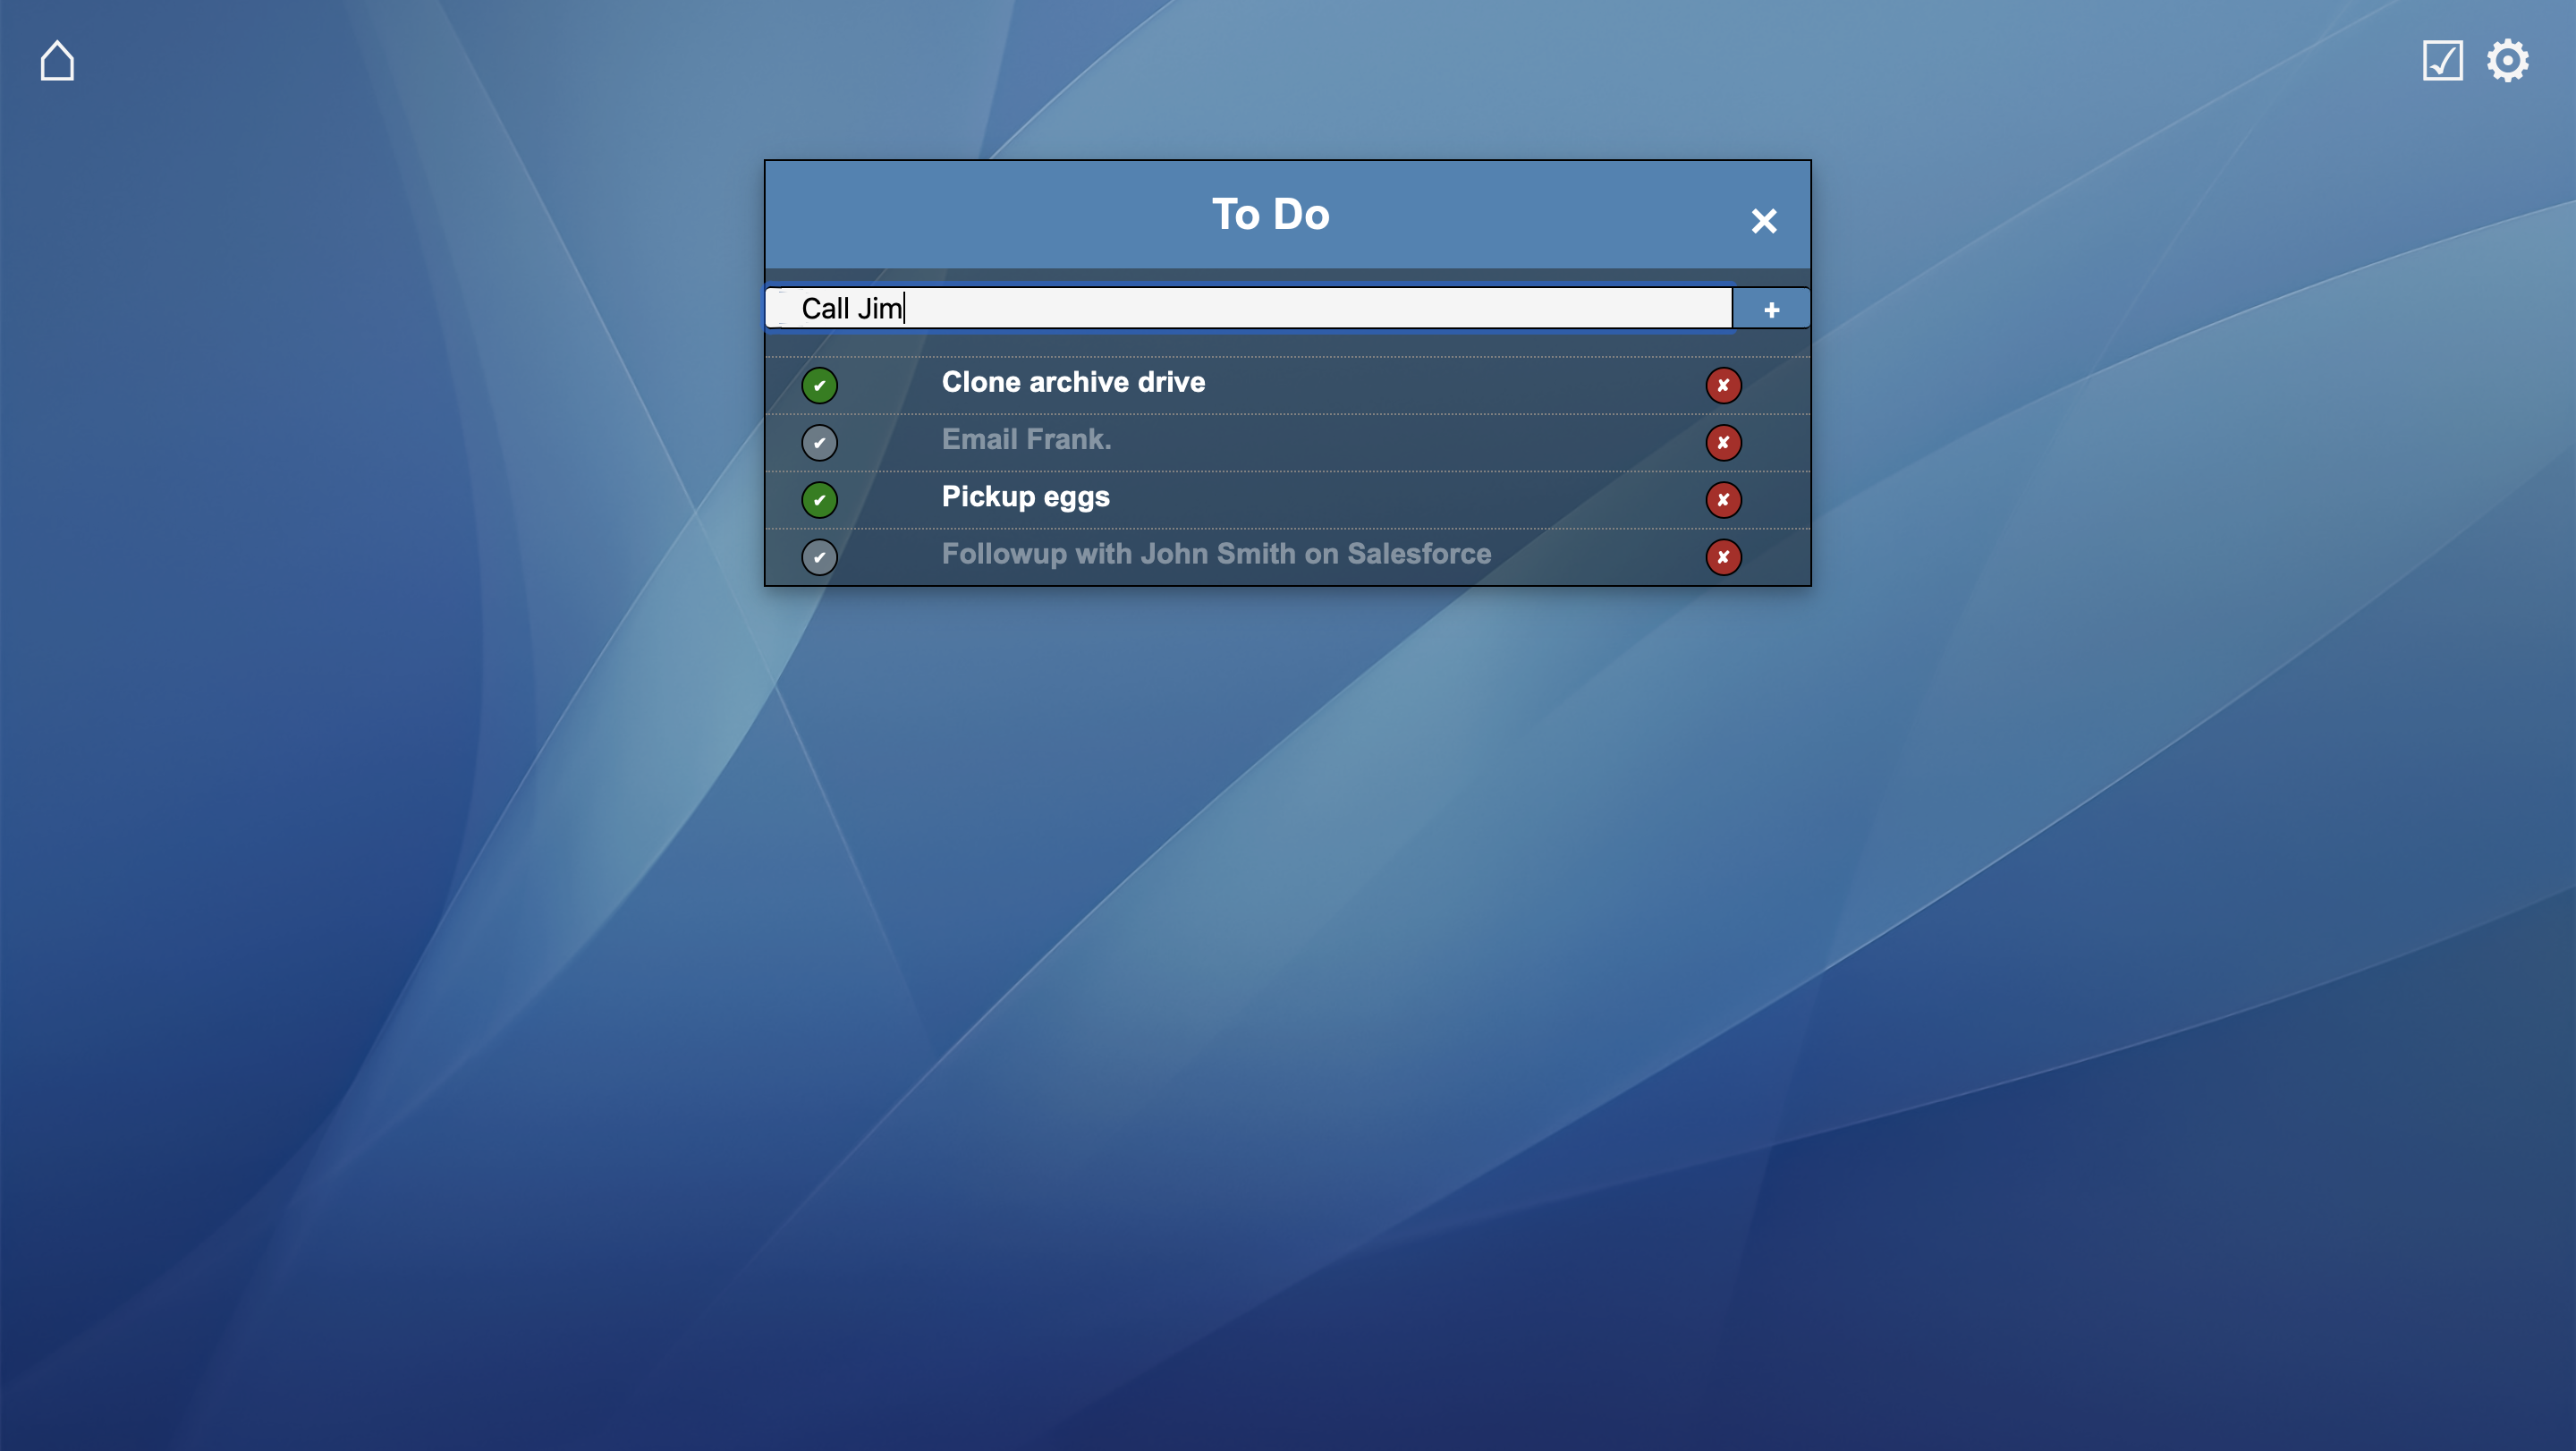 To Do
Call Jim
Clone archive drive
Email Frank.
Pickup eggs
Followup with John Smith on Salesforce